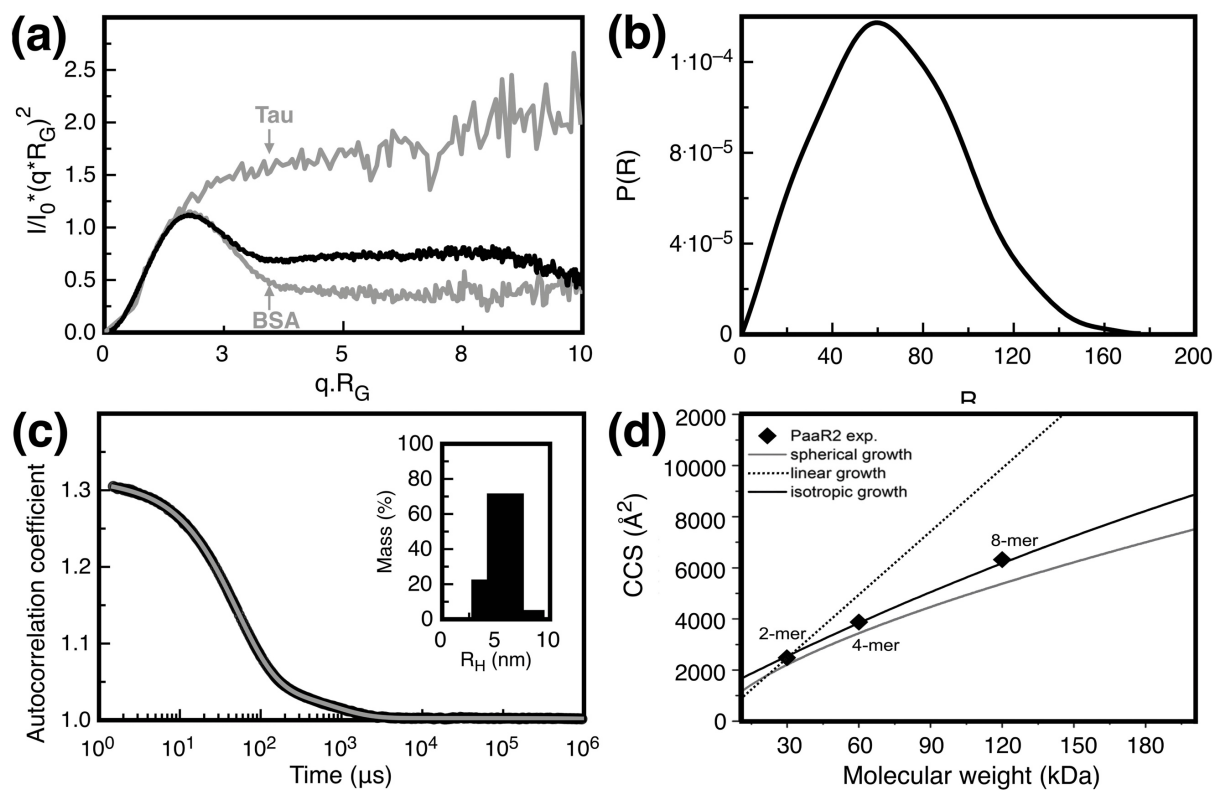 (a)
I/I0*(q*RG)2
2.5
2.0
1.5
1.0
0.5
0.0
Tau
BSA
0 3 5 8 10
q.RG
(b)
P(R)
1·10−4
8·10−5
4·10−5
0
0 40 80 120 160 200
(c)
Autocorrelation coefficient
1.3
1.2
1.1
1.0
100 101 102 103 104 105 106
Time (µs)
Mass (%)
100
80
60
40
20
0
0 5 10
RH (nm)
(d)
CCS (Å2)
2000
10000
8000
6000
4000
2000
0
PaaR2 exp.
spherical growth
linear growth
isotropic growth
2-mer
4-mer
8-mer
30 60 90 120 150 180
Molecular weight (kDa)